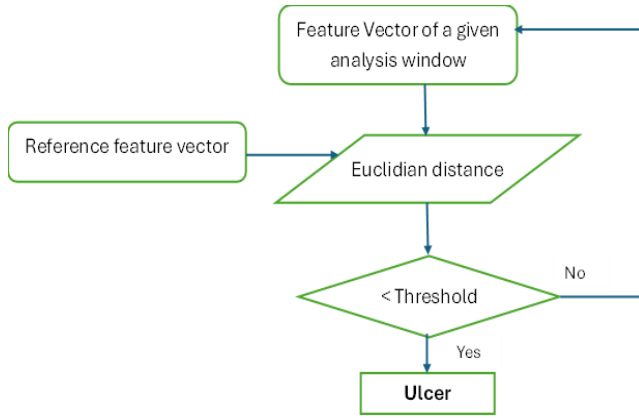 Feature Vector of a given
analysis window
Reference feature vector
Euclidian distance
< Threshold
No
Yes
Ulcer